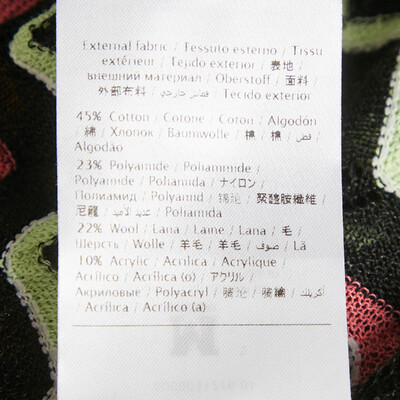 External fabric / Tessuto esterno / Tissu
extérieur / Tejido exterior / 表地 /
внешний материал / Oberstoff / 面料 /
外部布料 / قماش خارجي / Tecido exterior
45% Cotton / Cotone / Coton / Algodón
/ 綿 / Хлопок / Baumwolle / 棉 / 棉 / قطن /
Algodão
23% Polyamide / Poliammide /
Polyamide / Poliamida / ナイロン /
Полиамид / Polyamid / 锦纶 / 聚醯胺纖維 /
尼龍 / Poliamida
22% Wool / Lana / Laine / Lana / 毛 /
Шерсть / Wolle / 羊毛 / 羊毛 / صوف / Lã
10% Acrylic / Acrilica / Acrylique /
Acrílico / Acrilico (o) / アクリル /
Акриловые / Polyacryl / 腈纶 / 腈綸 / أكريليك
/ Acrílica / Acrílico (a)